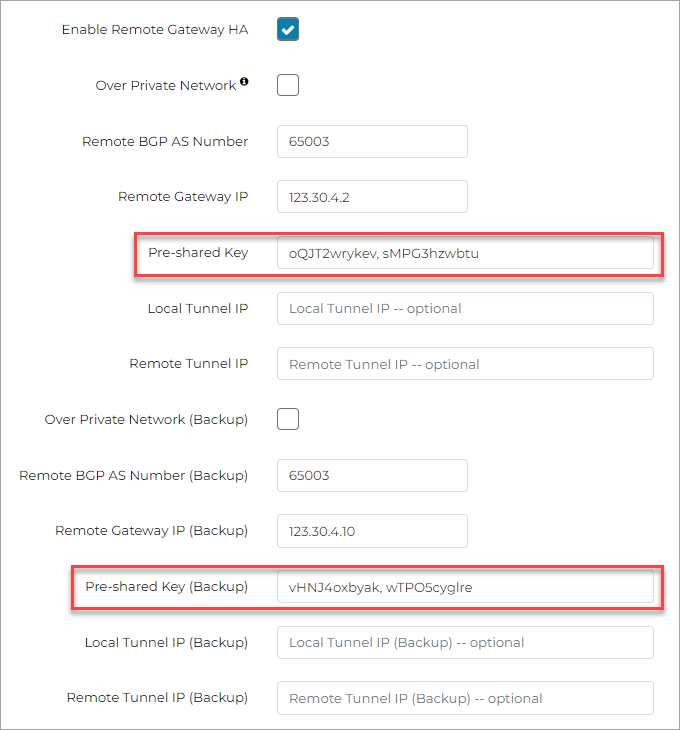 Enable Remote Gateway HA
Over Private Network
Remote BGP AS Number 65003
Remote Gateway IP 123.30.4.2
Pre-shared Key oQJT2wrykev, sMPG3hzwbtu
Local Tunnel IP Local Tunnel IP -- optional
Remote Tunnel IP Remote Tunnel IP -- optional
Over Private Network (Backup)
Remote BGP AS Number (Backup) 65003
Remote Gateway IP (Backup) 123.30.4.10
Pre-shared Key (Backup) vHNJ4oxbyak, wTPO5cyglre
Local Tunnel IP (Backup) Local Tunnel IP (Backup) -- optional
Remote Tunnel IP (Backup) Remote Tunnel IP (Backup) -- optional